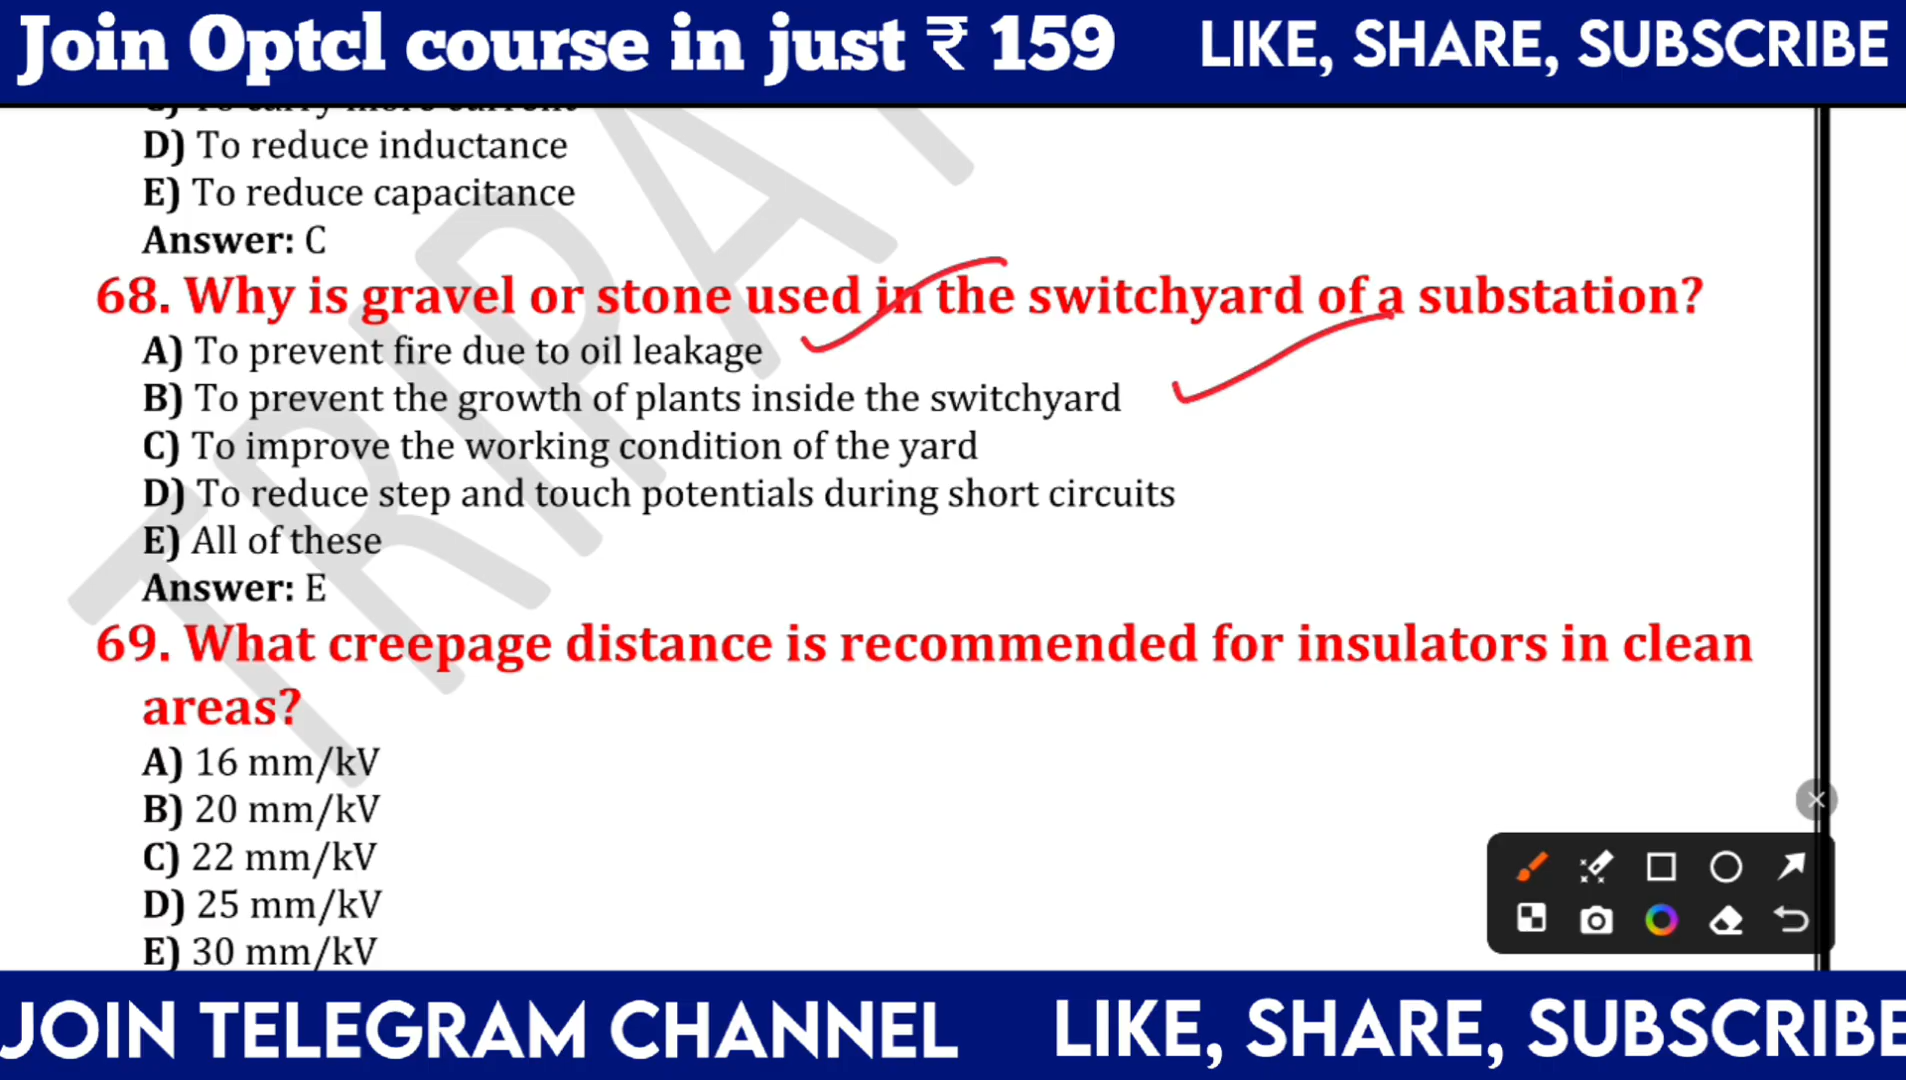 Join Optcl course in just ₹ 159 LIKE, SHARE, SUBSCRIBE
C) To carry more current
D) To reduce inductance
E) To reduce capacitance
Answer: C
68. Why is gravel or stone used in the switchyard of a substation?
A) To prevent fire due to oil leakage
B) To prevent the growth of plants inside the switchyard
C) To improve the working condition of the yard
D) To reduce step and touch potentials during short circuits
E) All of these
Answer: E
69. What creepage distance is recommended for insulators in clean
areas?
A) 16 mm/kV
B) 20 mm/kV
C) 22 mm/kV
D) 25 mm/kV
E) 30 mm/kV
JOIN TELEGRAM CHANNEL LIKE, SHARE, SUBSCRIBE